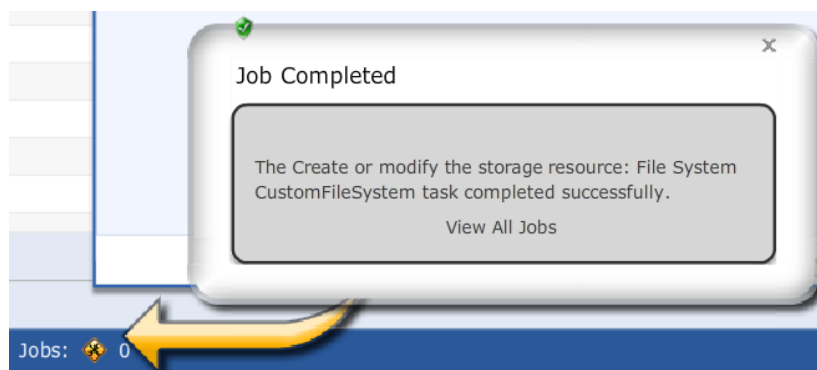 Job Completed
The Create or modify the storage resource: File System
CustomFileSystem task completed successfully.
View All Jobs
Jobs: 0